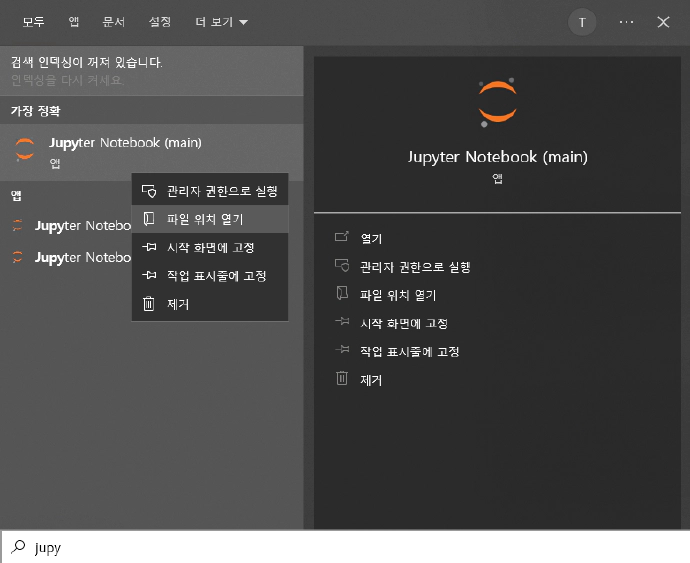 모두 앱 문서 설정 더 보기 T
검색 인덱싱이 꺼져 있습니다.
인덱싱을 다시 켜세요.
가장 정확
Jupyter Notebook (main)
앱
앱
Jupyter Notebo
Jupyter Notebo
관리자 권한으로 실행
파일 위치 열기
시작 화면에 고정
작업 표시줄에 고정
제거
Jupyter Notebook (main)
앱
열기
관리자 권한으로 실행
파일 위치 열기
시작 화면에 고정
작업 표시줄에 고정
제거
jupy